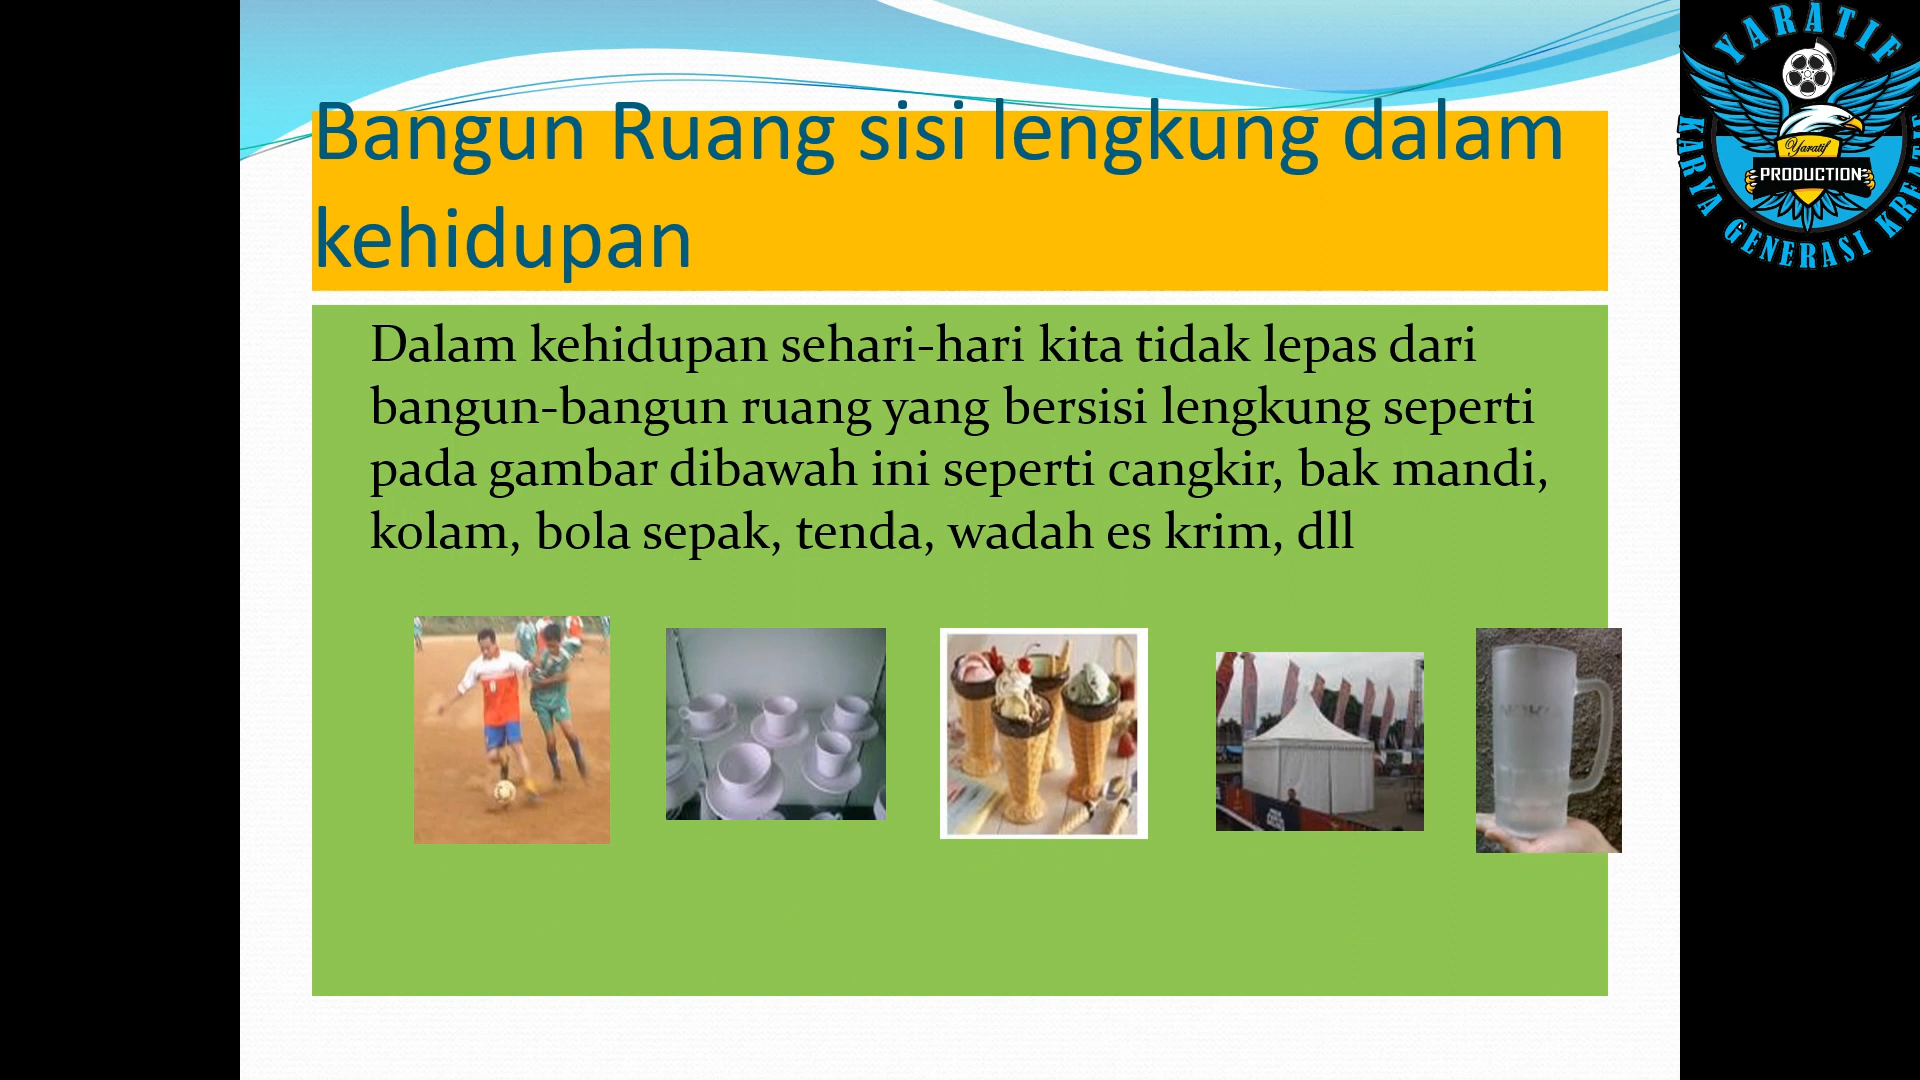 Bangun Ruang sisi lengkung dalam
kehidupan
Dalam kehidupan sehari-hari kita tidak lepas dari
bangun-bangun ruang yang bersisi lengkung seperti
pada gambar dibawah ini seperti cangkir, bak mandi,
kolam, bola sepak, tenda, wadah es krim, dll
YARATIF
Yaratif
PRODUCTION
KARYA GENERASI